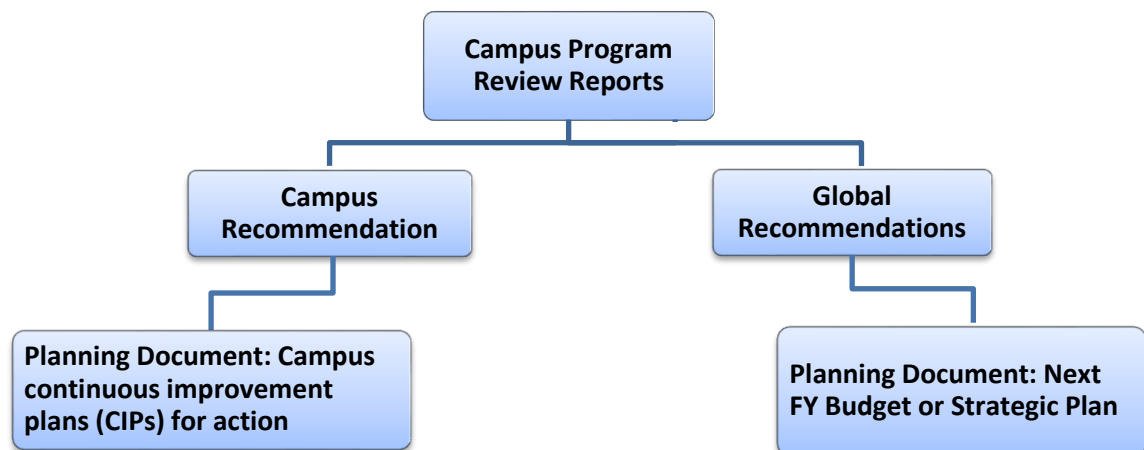 Campus Program
Review Reports
Campus
Recommendation
Global
Recommendations
Planning Document: Campus
continuous improvement
plans (CIPs) for action
Planning Document: Next
FY Budget or Strategic Plan